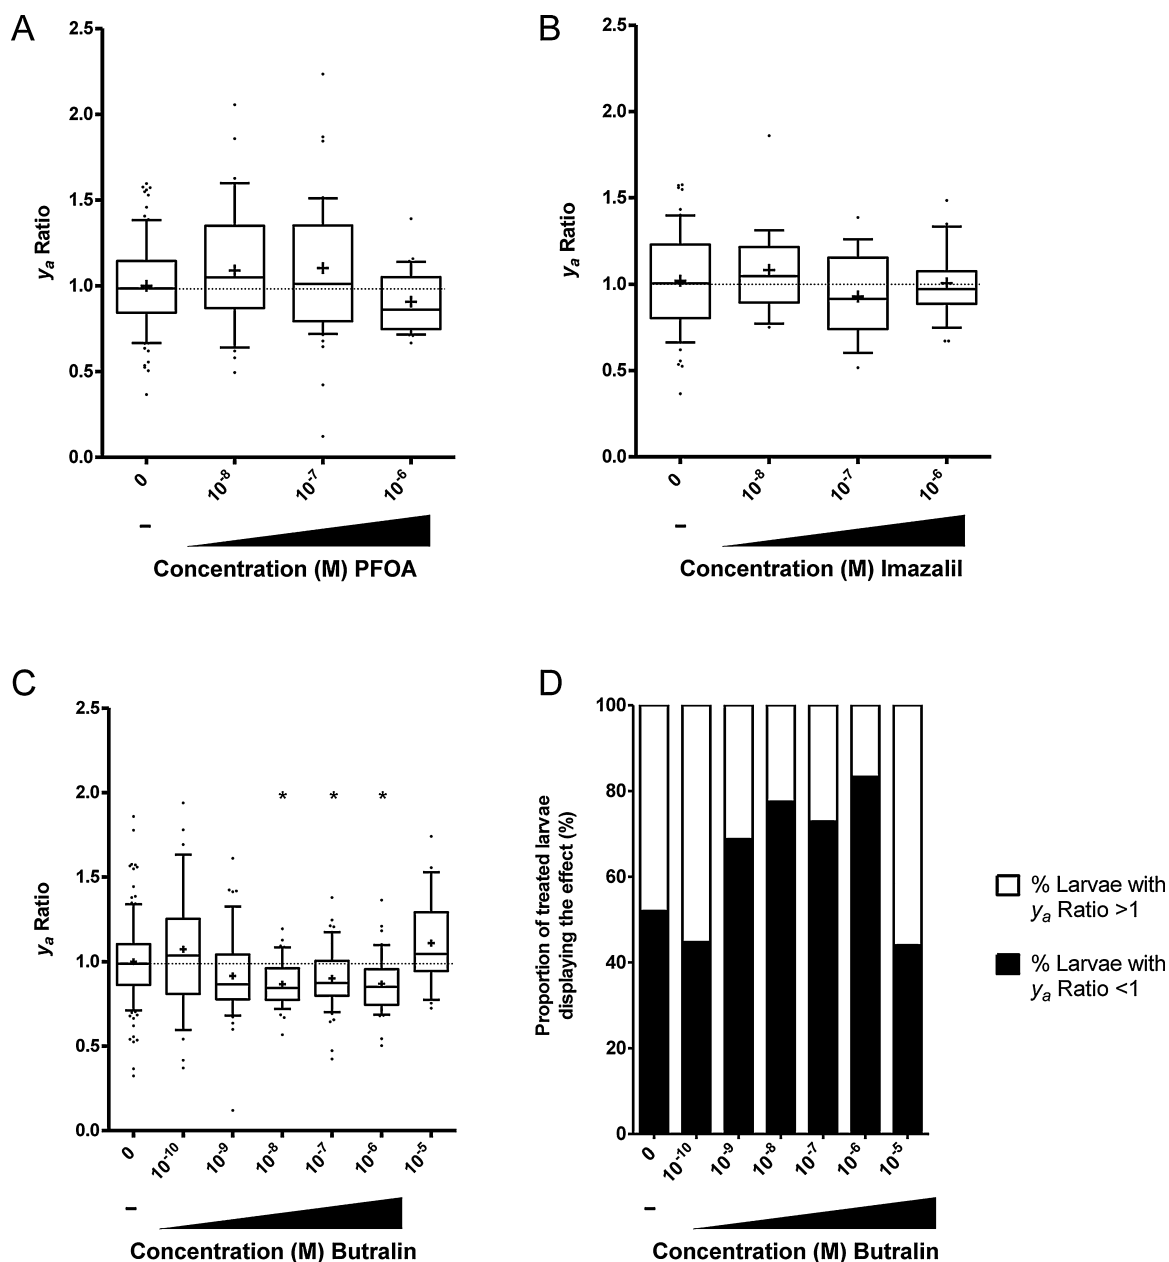 A
2.5
2.0
1.5
1.0
0.5
0.0
yₐ Ratio
0
10⁻⁸
10⁻⁷
10⁻⁶
–
Concentration (M) PFOA
B
2.5
2.0
1.5
1.0
0.5
0.0
yₐ Ratio
0
10⁻⁸
10⁻⁷
10⁻⁶
–
Concentration (M) Imazalil
C
2.5
2.0
1.5
1.0
0.5
0.0
yₐ Ratio
* * *
0
10⁻¹⁰
10⁻⁹
10⁻⁸
10⁻⁷
10⁻⁶
10⁻⁵
–
Concentration (M) Butralin
D
100
80
60
40
20
0
Proportion of treated larvae
displaying the effect (%)
0
10⁻¹⁰
10⁻⁹
10⁻⁸
10⁻⁷
10⁻⁶
10⁻⁵
–
Concentration (M) Butralin
% Larvae with
yₐ Ratio >1
% Larvae with
yₐ Ratio <1